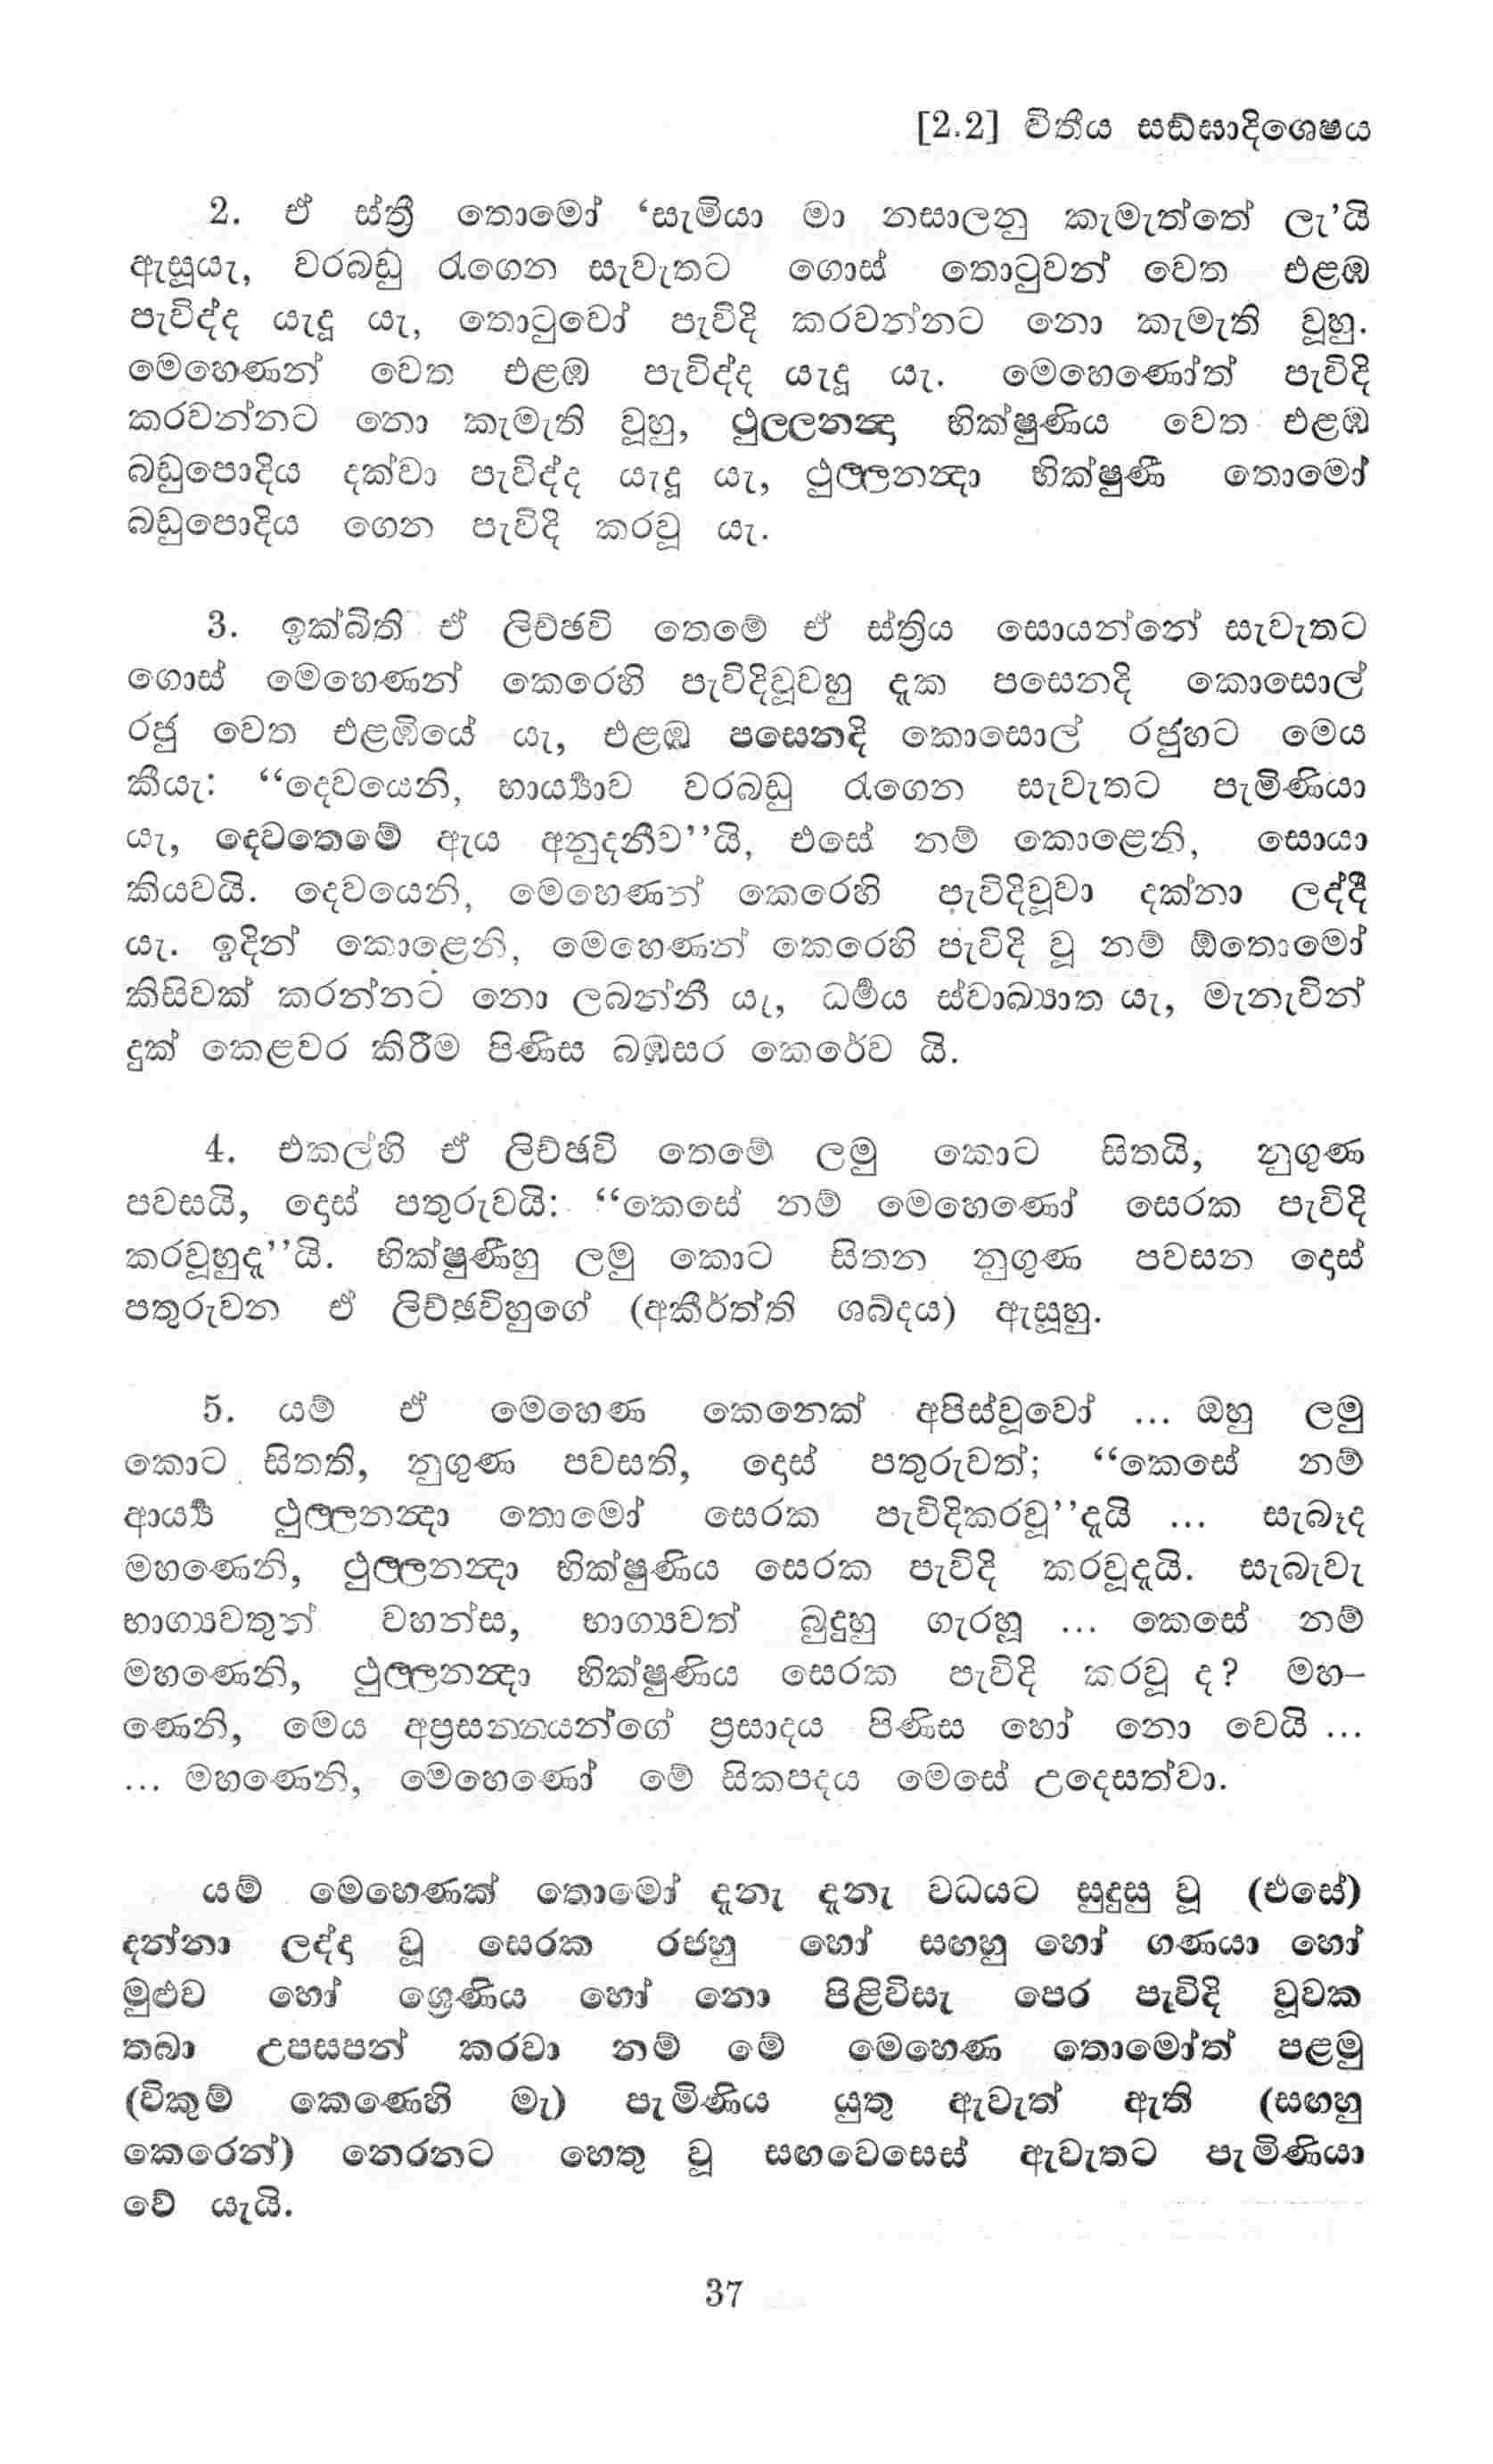 [2.2] ද්විතීය සඞ්ඝාදිශෙෂය
2. ඒ ස්ත්‍රී තොමෝ ‘සැමියා මා නසාලනු කැමැත්තේ ලැ’යි
ඇසූයැ, වරබඩු රැගෙන සැවැතට ගොස් තොටුවන් වෙත එළඹ
පැවිද්ද යැදූ යැ, තොටුවෝ පැවිදි කරවන්නට නො කැමැති වූහු.
මෙහෙණන් වෙත එළඹ පැවිද්ද යැදූ යැ. මෙහෙණෝත් පැවිදි
කරවන්නට නො කැමැති වූහු, ථුල්ලනන්‍දා භික්ෂුණිය වෙත එළඹ
බඩුපොදිය දක්වා පැවිද්ද යැදූ යැ, ථුල්ලනන්‍දා භික්ෂුණී තොමෝ
බඩුපොදිය ගෙන පැවිදි කරවූ යැ.
3. ඉක්බිති ඒ ලිච්ඡවි තෙමේ ඒ ස්ත්‍රිය සොයන්නේ සැවැතට
ගොස් මෙහෙණන් කෙරෙහි පැවිදිවූවහු දැක පසෙනදි කොසොල්
රජු වෙත එළඹියේ යැ, එළඹ පසෙනදි කොසොල් රජුහට මෙය
කීයැ: “දෙවයෙනි, භාර්‍ය්‍යාව වරබඩු රැගෙන සැවැතට පැමිණියා
යැ, දෙවතෙමේ ඇය අනුදනීව”යි, එසේ නම් කොළෙනි, සොයා
කියවයි. දෙවයෙනි, මෙහෙණන් කෙරෙහි පැවිදිවූවා දක්නා ලද්දී
යැ. ඉදින් කොළෙනි, මෙහෙණන් කෙරෙහි පැවිදි වූ නම් ඕතොමෝ
කිසිවක් කරන්නට නො ලබන්නී යැ, ධර්‍මය ස්වාඛ්‍යාත යැ, මැනැවින්
දුක් කෙළවර කිරීම පිණිස බඹසර කෙරේව යි.
4. එකල්හි ඒ ලිච්ඡවි තෙමේ ලමු කොට සිතයි, නුගුණ
පවසයි, දොස් පතුරුවයි: “කෙසේ නම් මෙහෙණෝ සෙරක පැවිදි
කරවූහුදැ”යි. භික්ෂුණීහු ලමු කොට සිතන නුගුණ පවසන දොස්
පතුරුවන ඒ ලිච්ඡවිහුගේ (අකීර්ත්ති ශබ්දය) ඇසූහු.
5. යම් ඒ මෙහෙණ කෙනෙක් අපිස්වූවෝ ... ඔහු ලමු
කොට සිතති, නුගුණ පවසති, දොස් පතුරුවත්; “කෙසේ නම්
ආර්‍ය්‍ය ථුල්ලනන්‍දා තොමෝ සෙරක පැවිදිකරවූ”දැයි ... සැබෑද
මහණෙනි, ථුල්ලනන්‍දා භික්ෂුණිය සෙරක පැවිදි කරවූදැයි. සැබැවැ
භාග්‍යවතුන් වහන්ස, භාග්‍යවත් බුදුහු ගැරහූ ... කෙසේ නම්
මහණෙනි, ථුල්ලනන්‍දා භික්ෂුණිය සෙරක පැවිදි කරවූ ද? මහ–
ණෙනි, මෙය අප්‍රසන්නයන්ගේ ප්‍රසාදය පිණිස හෝ නො වෙයි ...
... මහණෙනි, මෙහෙණෝ මේ සිකපදය මෙසේ උදෙසත්වා.
යම් මෙහෙණක් තොමෝ දැනැ දැනැ වධයට සුදුසු වූ (එසේ)
දන්නා ලද්දා වූ සෙරක රජහු හෝ සඟහු හෝ ගණයා හෝ
මුළුව හෝ ශ්‍රෙණිය හෝ නො පිළිවිසැ පෙර පැවිදි වූවක
තබා උපසපන් කරවා නම් මේ මෙහෙණ තොමෝත් පළමු
(වික්‍රම් කෙණෙහි මැ) පැමිණිය යුතු ඇවැත් ඇති (සඟහු
කෙරෙන්) නෙරනට හෙතු වූ සඟවෙසෙස් ඇවැතට පැමිණියා
වේ යැයි.
37